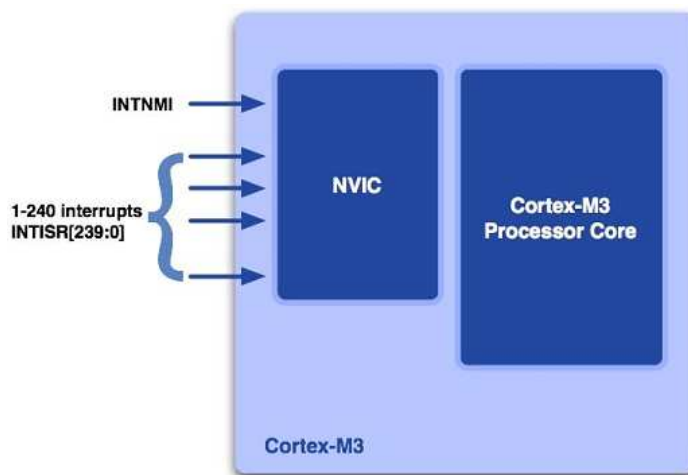 INTNMI
1-240 interrupts
INTISR[239:0]
NVIC
Cortex-M3
Processor Core
Cortex-M3